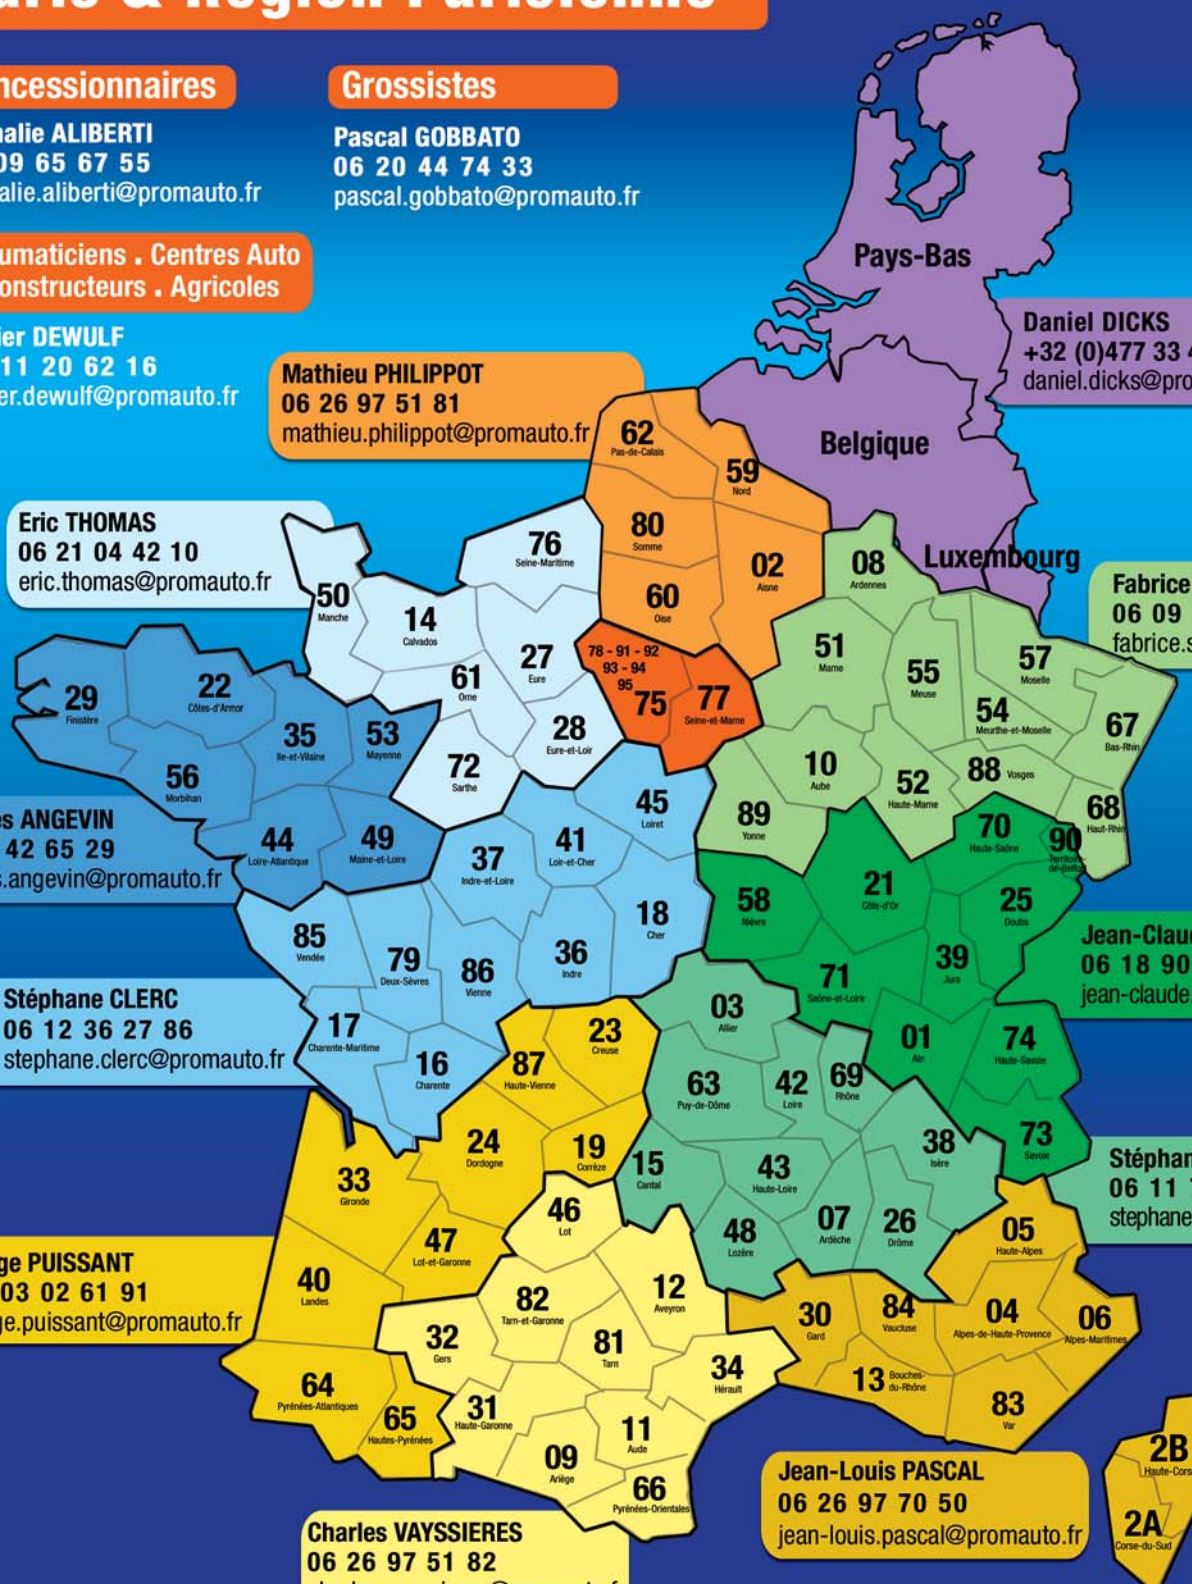 & Région Parisienne
ncessionnaires
Grossistes
alie ALIBERTI
09 65 67 55
alie.aliberti@promauto.fr
Pascal GOBBATO
06 20 44 74 33
pascal.gobbato@promauto.fr
umaticiens . Centres Auto
onstructeurs . Agricoles
ier DEWULF
11 20 62 16
er.dewulf@promauto.fr
Pays-Bas
Daniel DICKS
+32 (0)477 33 4
daniel.dicks@pro
Mathieu PHILIPPOT
06 26 97 51 81
mathieu.philippot@promauto.fr
Belgique
Luxembourg
62
Pas-de-Calais
59
Nord
80
Somme
02
Aisne
60
Oise
Eric THOMAS
06 21 04 42 10
eric.thomas@promauto.fr
76
Seine-Maritime
50
Manche
14
Calvados
27
Eure
61
Orne
28
Eure-et-Loir
72
Sarthe
78 - 91 - 92
93 - 94
95
75
77
Seine-et-Marne
Fabrice
06 09
fabrice.s
08
Ardennes
51
Marne
55
Meuse
57
Moselle
54
Meurthe-et-Moselle
67
Bas-Rhin
10
Aube
52
Haute-Marne
88 Vosges
68
Haut-Rhin
89
Yonne
29
Finistère
22
Côtes-d'Armor
35
Ile-et-Vilaine
53
Mayenne
56
Morbihan
44
Loire-Atlantique
49
Maine-et-Loire
es ANGEVIN
42 65 29
s.angevin@promauto.fr
45
Loiret
41
Loir-et-Cher
37
Indre-et-Loire
18
Cher
36
Indre
85
Vendée
79
Deux-Sèvres
86
Vienne
17
Charente-Maritime
16
Charente
Stéphane CLERC
06 12 36 27 86
stephane.clerc@promauto.fr
70
Haute-Saône
90
Territoire-
de-Belfort
58
Nièvre
21
Côte-d'Or
25
Doubs
71
Saône-et-Loire
39
Jura
01
Ain
74
Haute-Savoie
73
Savoie
Jean-Claud
06 18 90
jean-claude
03
Allier
63
Puy-de-Dôme
42
Loire
69
Rhône
38
Isère
15
Cantal
43
Haute-Loire
48
Lozère
07
Ardèche
26
Drôme
Stéphan
06 11
stephane
23
Creuse
87
Haute-Vienne
24
Dordogne
19
Corrèze
33
Gironde
47
Lot-et-Garonne
40
Landes
64
Pyrénées-Atlantiques
65
Hautes-Pyrénées
ge PUISSANT
03 02 61 91
ge.puissant@promauto.fr
46
Lot
12
Aveyron
82
Tarn-et-Garonne
32
Gers
81
Tarn
34
Hérault
31
Haute-Garonne
11
Aude
09
Ariège
66
Pyrénées-Orientales
Charles VAYSSIERES
06 26 97 51 82
05
Haute-Alpes
30
Gard
84
Vaucluse
04
Alpes-de-Haute-Provence
06
Alpes-Maritimes
13 Bouches-
du-Rhône
83
Var
Jean-Louis PASCAL
06 26 97 70 50
jean-louis.pascal@promauto.fr
2B
Haute-Cors
2A
Corse-du-Sud